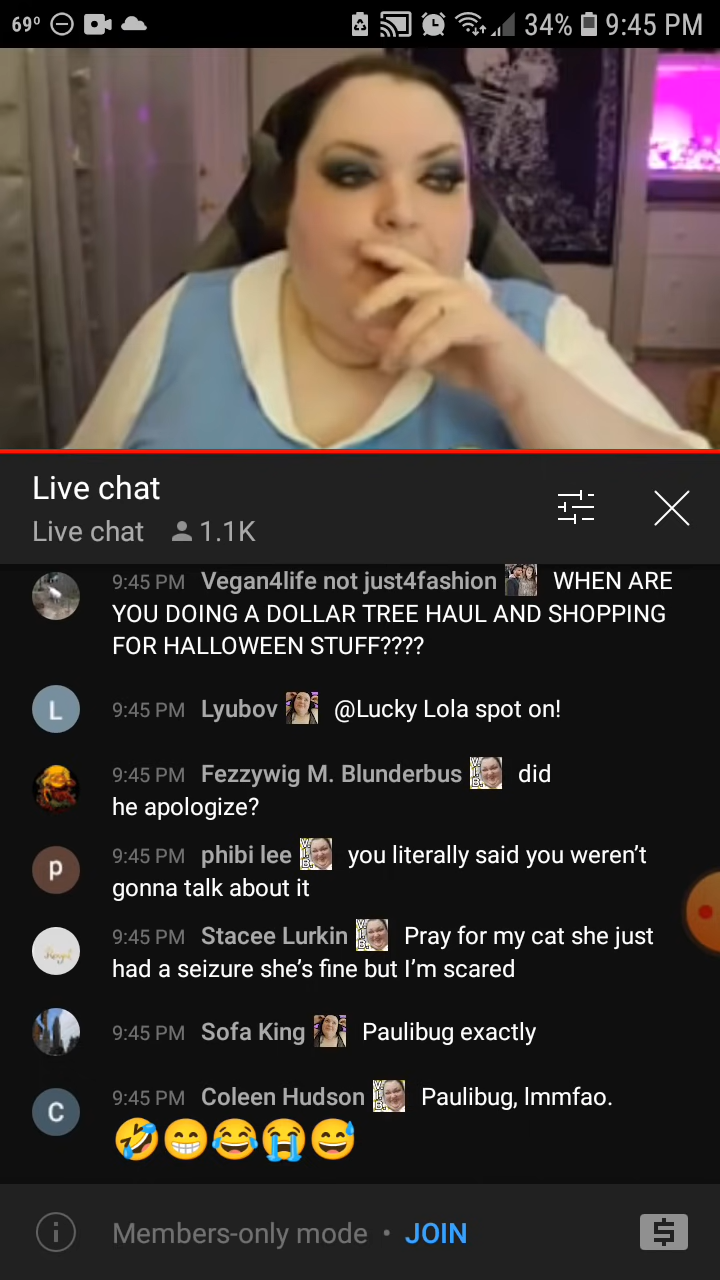 69° 34% 9:45 PM
Live chat
Live chat 1.1K
9:45 PM Vegan4life not just4fashion WHEN ARE
YOU DOING A DOLLAR TREE HAUL AND SHOPPING
FOR HALLOWEEN STUFF????
L 9:45 PM Lyubov @Lucky Lola spot on!
9:45 PM Fezzywig M. Blunderbus did
he apologize?
p 9:45 PM phibi lee you literally said you weren't
gonna talk about it
9:45 PM Stacee Lurkin Pray for my cat she just
had a seizure she's fine but I'm scared
9:45 PM Sofa King Paulibug exactly
C 9:45 PM Coleen Hudson Paulibug, lmmfao.
🤣😁😂😭😅
Members-only mode • JOIN